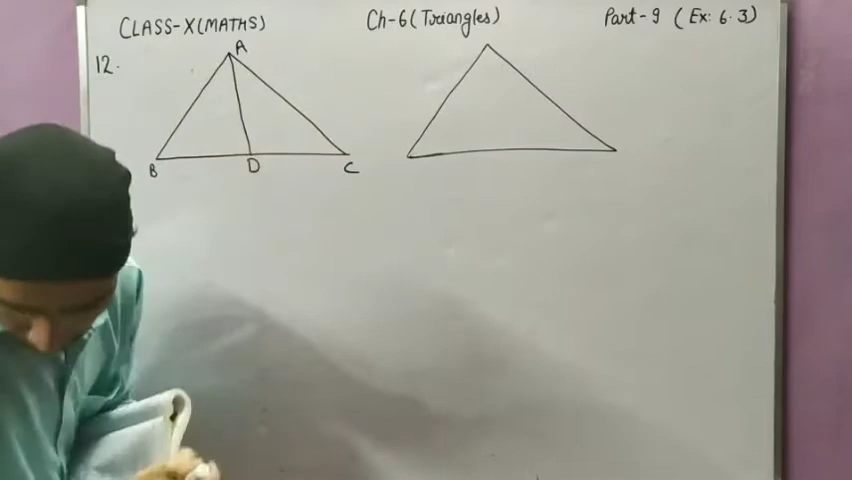 CLASS-X(MATHS) Ch-6(Triangles) Part-9 (Ex: 6.3)
12.
A
B D C